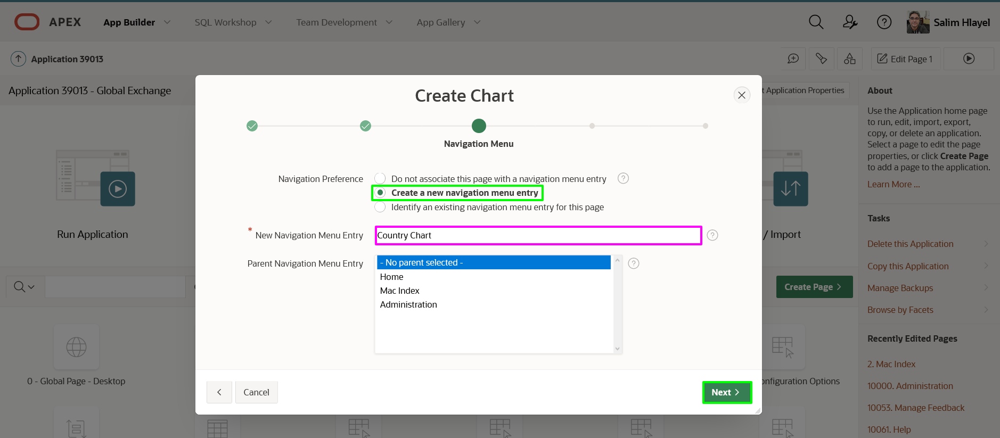 APEX
App Builder
SQL Workshop
Team Development
App Gallery
Salim Hlayel
Application 39013
Edit Page 1
Application 39013 - Global Exchange
t Application Properties
About
Use the Application home page
to run, edit, import, export,
copy, or delete an application.
Select a page to edit the page
properties, or click Create Page
to add a page to the application.
Learn More ...
Create Chart
Navigation Menu
Navigation Preference
Do not associate this page with a navigation menu entry
Create a new navigation menu entry
Identify an existing navigation menu entry for this page
* New Navigation Menu Entry
Country Chart
Parent Navigation Menu Entry
- No parent selected -
Home
Mac Index
Administration
Cancel
Next
Run Application
/ Import
Create Page
0 - Global Page - Desktop
onfiguration Options
Tasks
Delete this Application
Copy this Application
Manage Backups
Browse by Facets
Recently Edited Pages
2. Mac Index
10000. Administration
10053. Manage Feedback
10061. Help